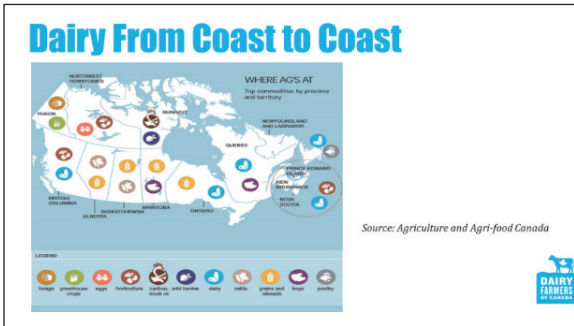 Dairy From Coast to Coast
WHERE AG'S AT
Top commodities by province
and territory
NORTHWEST
TERRITORIES
YUKON
NUNAVUT
NEWFOUNDLAND
AND LABRADOR
QUEBEC
PRINCE EDWARD
ISLAND
NEW
BRUNSWICK
NOVA
SCOTIA
BRITISH
COLUMBIA
ALBERTA
SASKATCHEWAN
MANITOBA
ONTARIO
Source: Agriculture and Agri-food Canada
LEGEND
forage
greenhouse
crops
eggs
horticulture
caribou,
musk ox
wild berries
dairy
cattle
grains and
oilseeds
hogs
poultry
DAIRY
FARMERS
OF CANADA